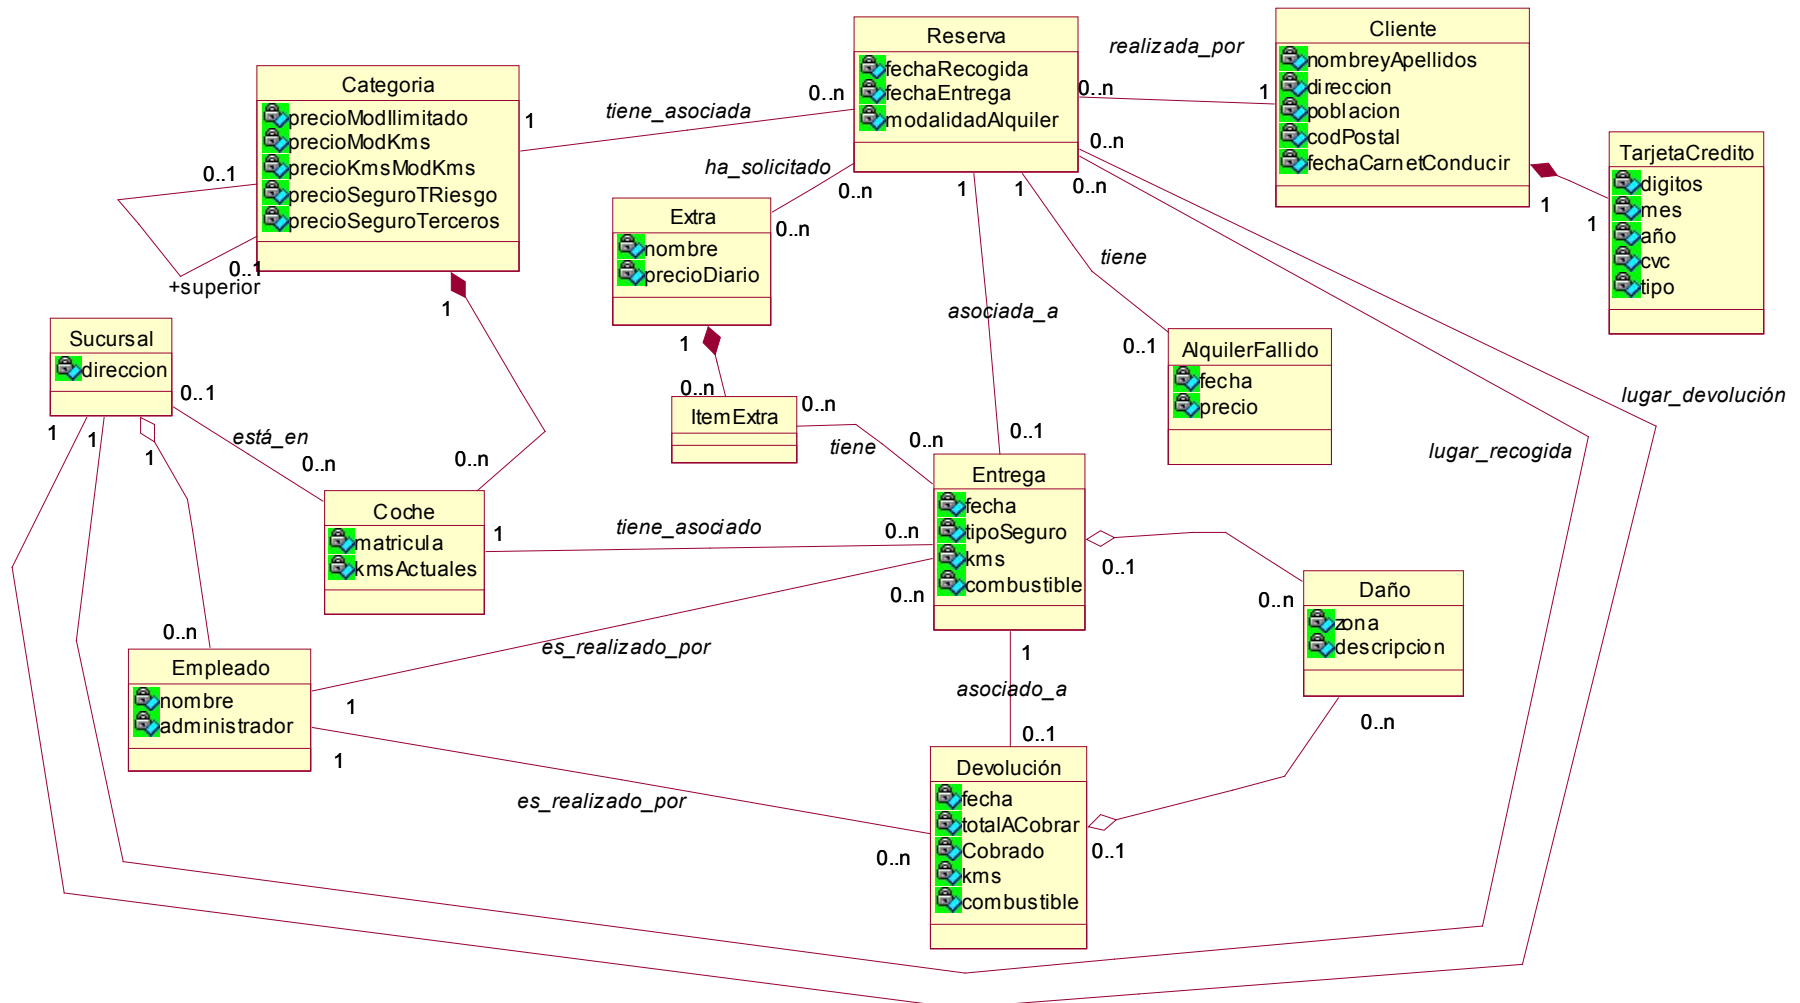 Reserva
fechaRecogida
fechaEntrega
modalidadAlquiler
realizada_por
0..n
1
Cliente
nombreyApellidos
direccion
poblacion
codPostal
fechaCarnetConducir
1
1
TarjetaCredito
digitos
mes
año
cvc
tipo
Categoria
precioModIlimitado
precioModKms
precioKmsModKms
precioSeguroTRiesgo
precioSeguroTerceros
0..1
0..1
+superior
1
tiene_asociada
0..n
ha_solicitado
0..n
0..n
Extra
nombre
precioDiario
1
0..n
ItemExtra
0..n
tiene
0..n
1
asociada_a
0..1
1
tiene
0..1
AlquilerFallido
fecha
precio
0..n
0..n
lugar_devolución
lugar_recogida
Sucursal
direccion
1
1
1
0..1
está_en
0..n
1
0..n
Coche
matricula
kmsActuales
1
tiene_asociado
0..n
Entrega
fecha
tipoSeguro
kms
combustible
0..1
0..n
Daño
zona
descripcion
0..n
0..n
Empleado
nombre
administrador
1
es_realizado_por
0..n
1
es_realizado_por
0..n
1
asociado_a
0..1
Devolución
fecha
totalACobrar
Cobrado
kms
combustible
0..1